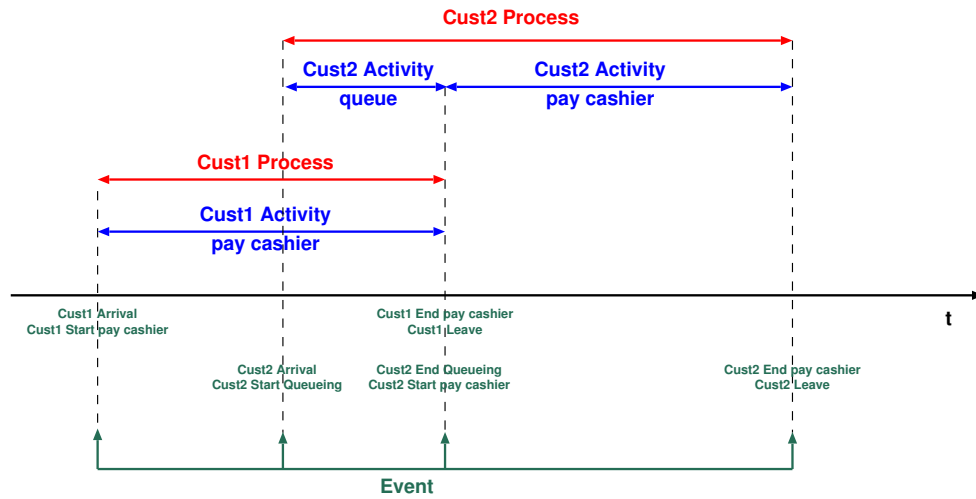 Cust2 Process
Cust2 Activity
queue
Cust2 Activity
pay cashier
Cust1 Process
Cust1 Activity
pay cashier
t
Cust1 Arrival
Cust1 Start pay cashier
Cust1 End pay cashier
Cust1 Leave
Cust2 Arrival
Cust2 Start Queueing
Cust2 End Queueing
Cust2 Start pay cashier
Cust2 End pay cashier
Cust2 Leave
Event